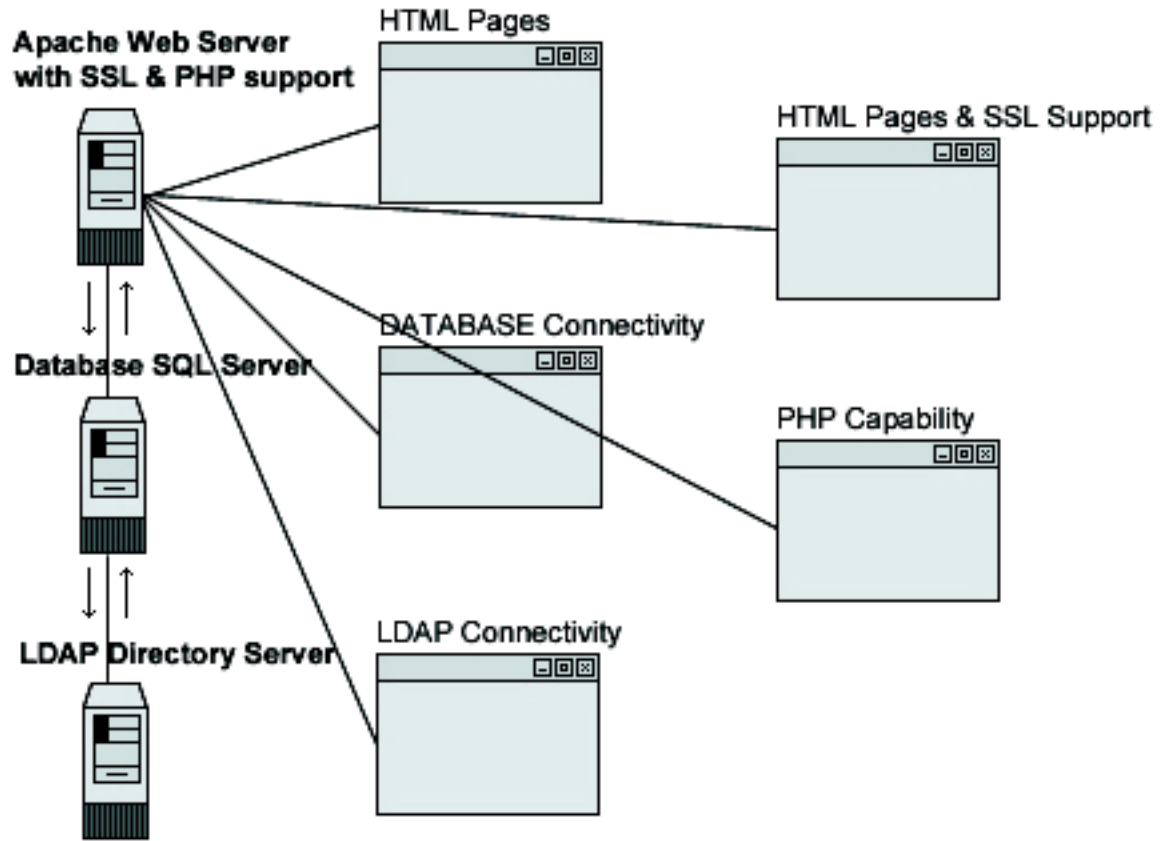 HTML Pages
Apache Web Server
with SSL & PHP support
HTML Pages & SSL Support
DATABASE Connectivity
Database SQL Server
PHP Capability
LDAP Connectivity
LDAP Directory Server